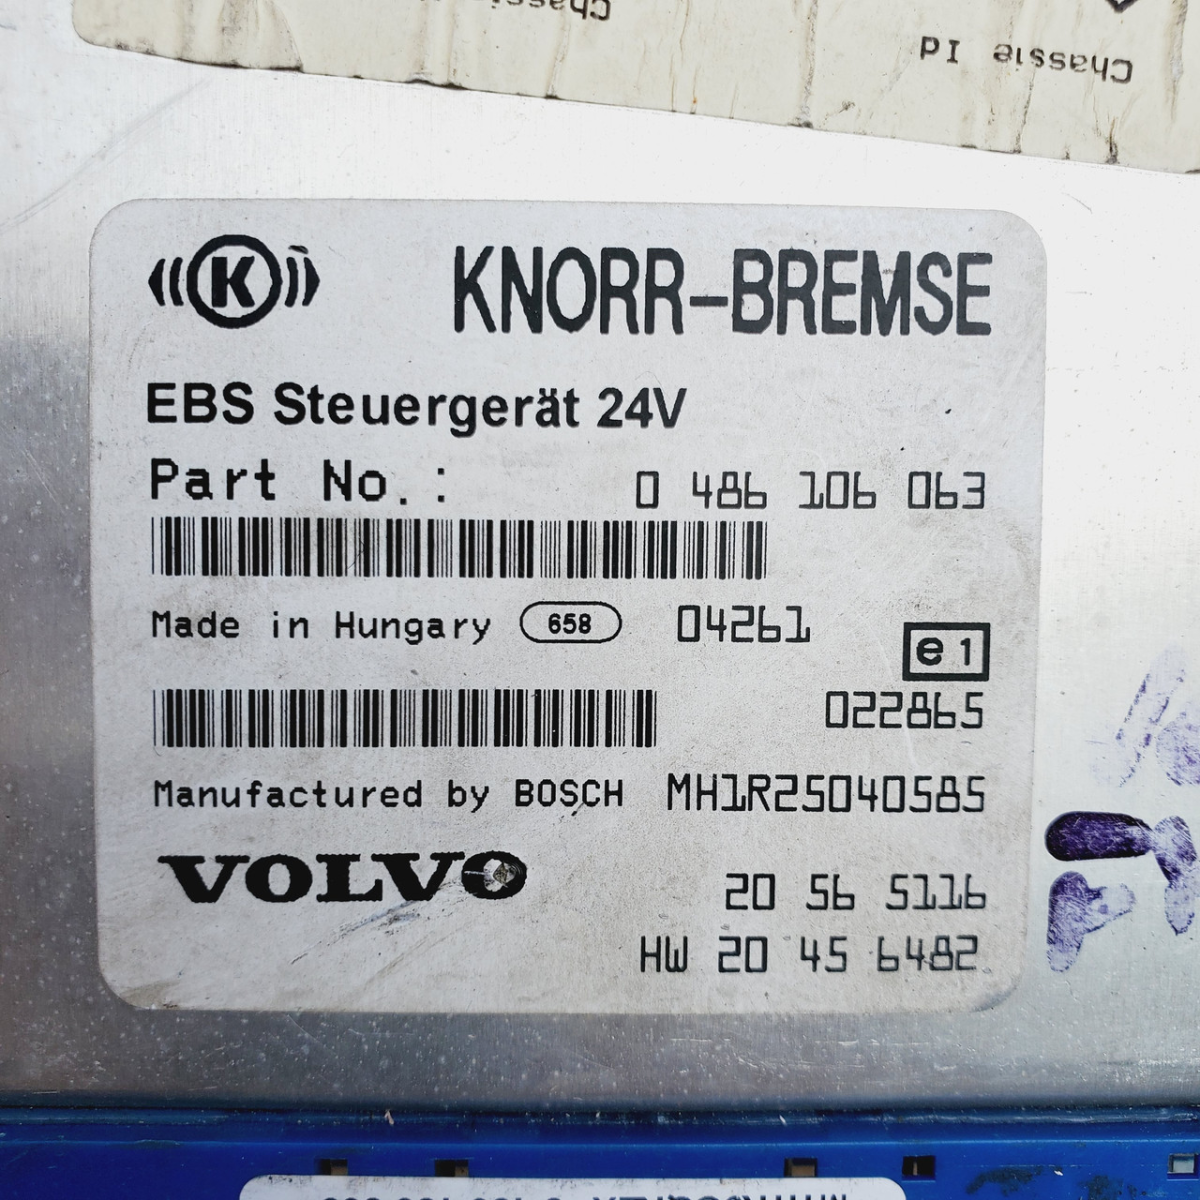 Chassie Id
K KNORR-BREMSE
EBS Steuergerät 24V
Part No.: 0 486 106 063
Made in Hungary 658 04261
e1
022865
Manufactured by BOSCH MH1R25040585
VOLVO 20 56 5116
HW 20 45 6482